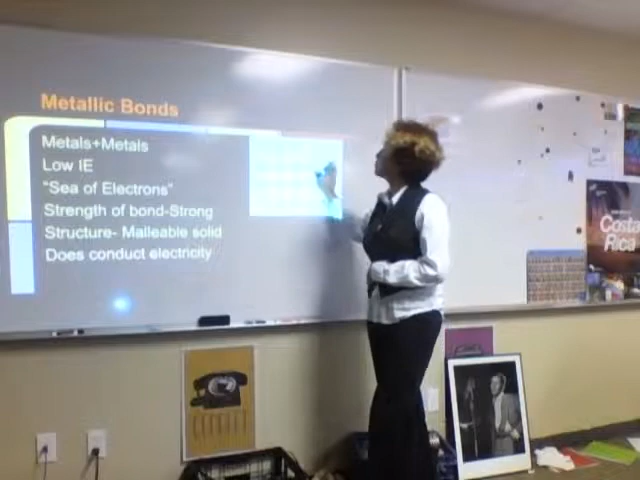 Metallic Bonds
Metals+Metals
Low IE
"Sea of Electrons"
Strength of bond-Strong
Structure- Malleable solid
Does conduct electricity
Costa
Rica